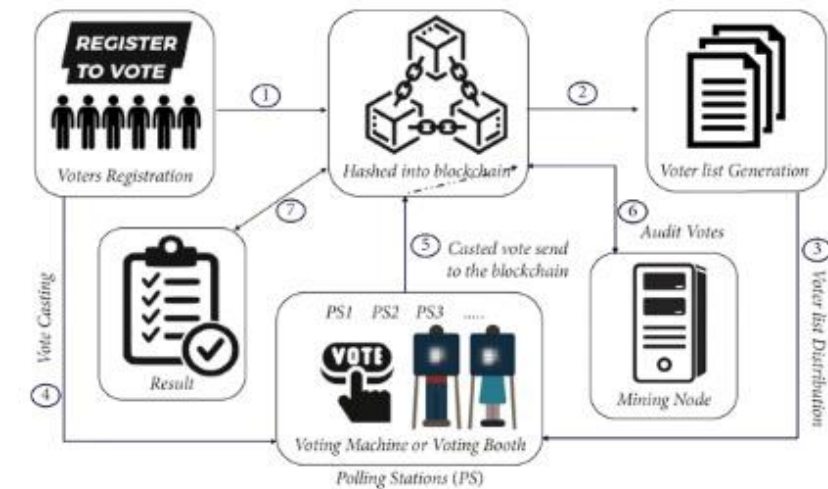 REGISTER
TO VOTE
Voters Registration
1
Hashed into blockchain
2
Voter list Generation
7
5
Casted vote send
to the blockchain
6
Audit Votes
3
Voter list Distribution
Vote Casting
4
Result
PS1 PS2 PS3 .....
VOTE
Voting Machine or Voting Booth
Mining Node
Polling Stations (PS)